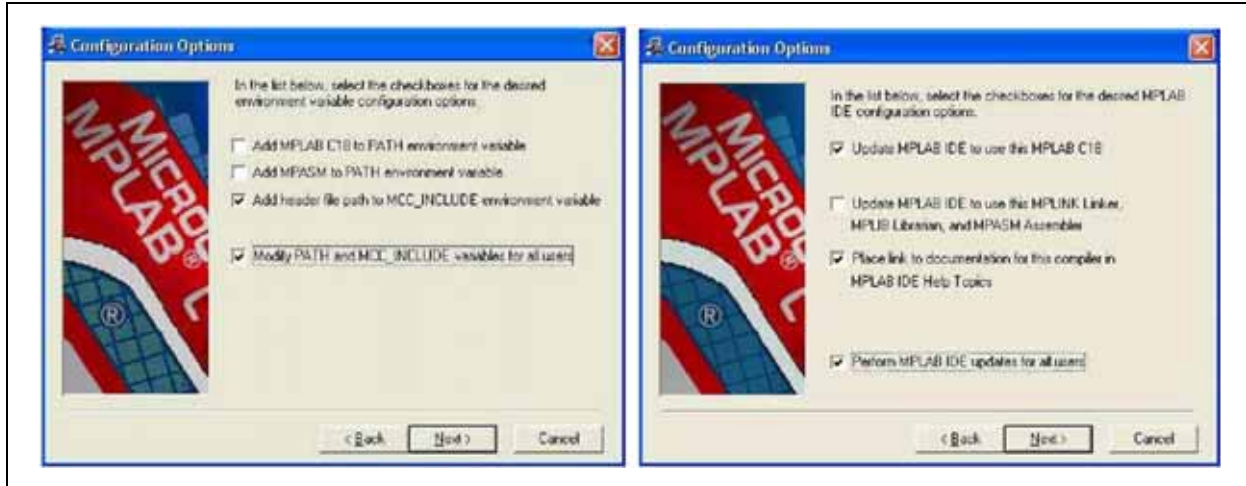 Configuration Options
In the list below, select the checkboxes for the desired
environment variable configuration options.
Add MPLAB C18 to PATH environment variable
Add MPASM to PATH environment variable
Add header file path to MCC_INCLUDE environment variable
Modify PATH and MCC_INCLUDE variables for all users
MICRO
MPLAB®
®
< Back
Next >
Cancel
Configuration Options
In the list below, select the checkboxes for the desired MPLAB
IDE configuration options.
Update MPLAB IDE to use this MPLAB C18
Update MPLAB IDE to use this MPLINK Linker,
MPLIB Librarian, and MPASM Assembler
Place link to documentation for this compiler in
MPLAB IDE Help Topics
Perform MPLAB IDE updates for all users
MICRO
MPLAB®
®
< Back
Next >
Cancel